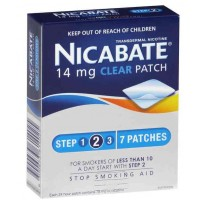 KEEP OUT OF REACH OF CHILDREN
TRANSDERMAL NICOTINE
NICABATE®
14 mg CLEAR PATCH
STEP 1 2 3 7 PATCHES
FOR SMOKERS OF LESS THAN 10
A DAY START WITH STEP 2
STOP SMOKING AID